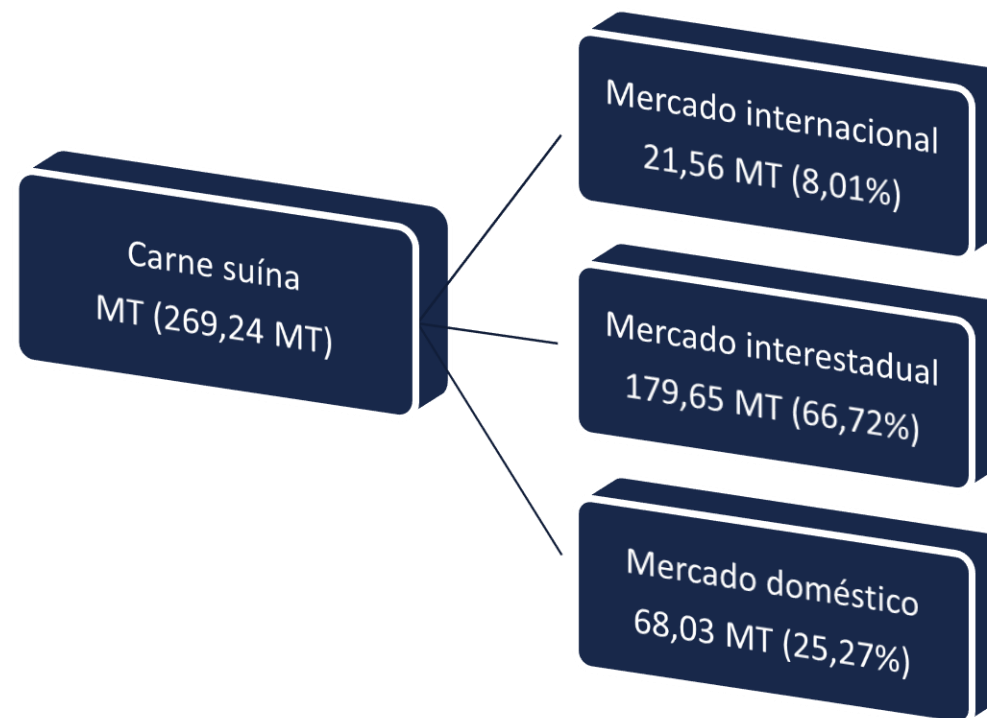 Carne suína
MT (269,24 MT)
Mercado internacional
21,56 MT (8,01%)
Mercado interestadual
179,65 MT (66,72%)
Mercado doméstico
68,03 MT (25,27%)